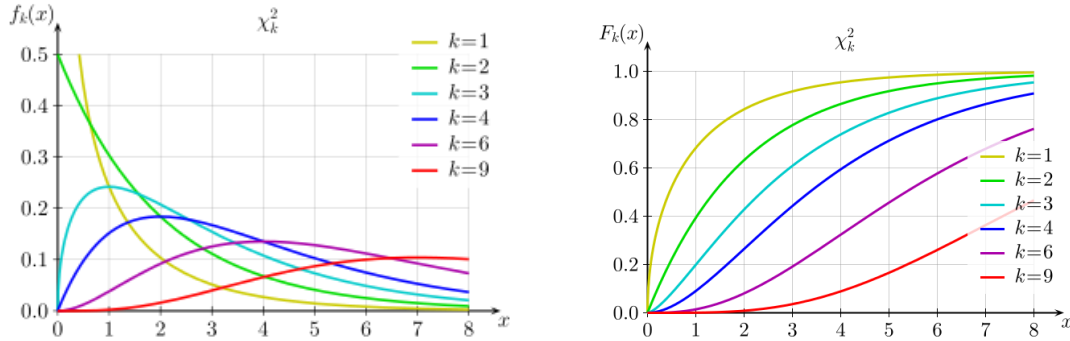 f_k(x)
χ²_k
0.5
0.4
0.3
0.2
0.1
0.0
0 1 2 3 4 5 6 7 8 x
k=1
k=2
k=3
k=4
k=6
k=9
F_k(x)
χ²_k
1.0
0.8
0.6
0.4
0.2
0.0
0 1 2 3 4 5 6 7 8 x
k=1
k=2
k=3
k=4
k=6
k=9